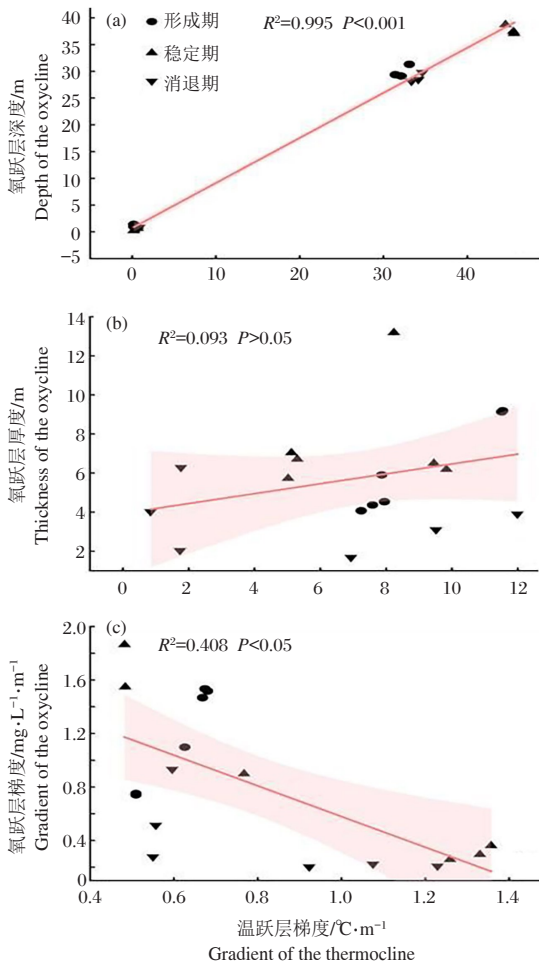 (a)
R²=0.995 P<0.001
形成期
稳定期
消退期
氧跃层深度/m
Depth of the oxycline
40
35
30
25
20
15
10
5
0
−5
0 10 20 30 40
(b)
R²=0.093 P>0.05
氧跃层厚度/m
Thickness of the oxycline
14
12
10
8
6
4
2
0 2 4 6 8 10 12
(c)
R²=0.408 P<0.05
氧跃层梯度/mg·L⁻¹·m⁻¹
Gradient of the oxycline
2.0
1.6
1.2
0.8
0.4
0
0.4 0.6 0.8 1.0 1.2 1.4
温跃层梯度/℃·m⁻¹
Gradient of the thermocline